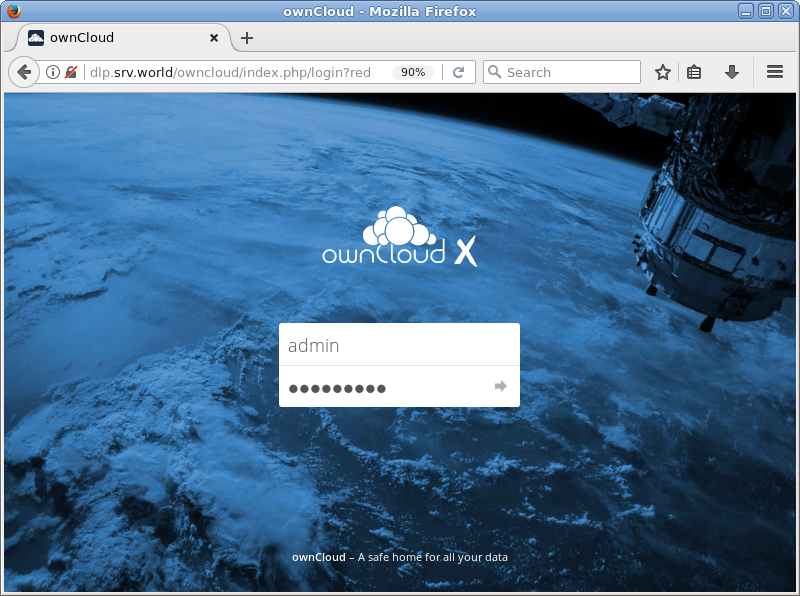 ownCloud - Mozilla Firefox
ownCloud
dlp.srv.world/owncloud/index.php/login?red
90%
Search
ownCloud X
admin
●●●●●●●●●
ownCloud – A safe home for all your data